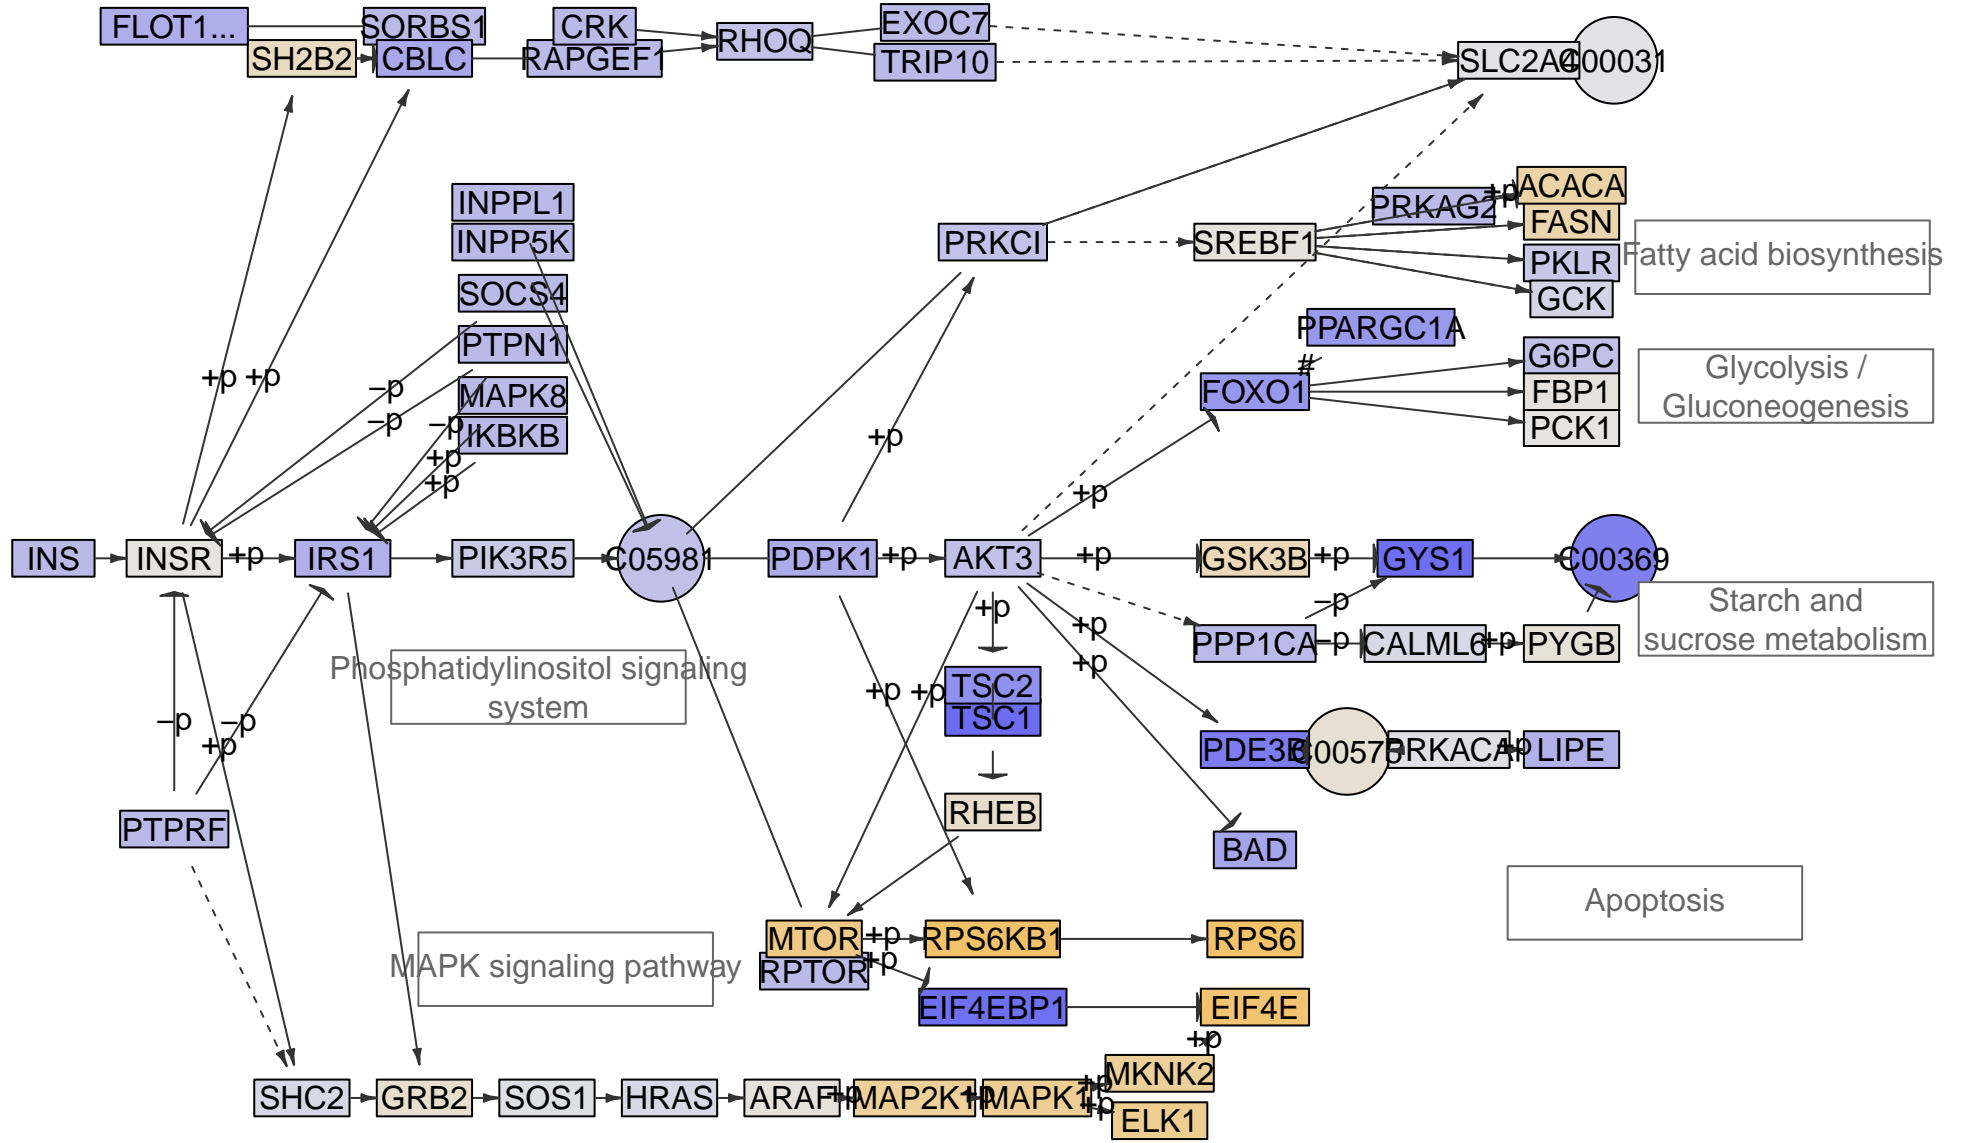 FLOT1...
SORBS1
SH2B2
CBLC
CRK
RAPGEF1
RHOQ
EXOC7
TRIP10
SLC2A4
C00031
INPPL1
INPP5K
SOCS4
PTPN1
MAPK8
IKBKB
PRKCI
SREBF1
PRKAG2
+p
ACACA
FASN
PKLR
GCK
Fatty acid biosynthesis
PPARGC1A
#
FOXO1
G6PC
FBP1
PCK1
Glycolysis /
Gluconeogenesis
+p
+p
−p
−p
−p
+p
+p
+p
+p
INS
INSR
+p
IRS1
PIK3R5
C05981
PDPK1
+p
AKT3
+p
GSK3B
+p
GYS1
C00369
Starch and
sucrose metabolism
+p
+p
+p
−p
PPP1CA
−p
CALML6
+p
PYGB
Phosphatidylinositol signaling
system
−p
−p
+p
+p
+p
TSC2
TSC1
PDE3B
C00575
PRKACA
+p
LIPE
RHEB
PTPRF
BAD
Apoptosis
MTOR
+p
RPS6KB1
RPS6
RPTOR
+p
EIF4EBP1
EIF4E
MAPK signaling pathway
+p
SHC2
GRB2
SOS1
HRAS
ARAF
+p
MAP2K1
+p
MAPK1
+p
+p
MKNK2
ELK1